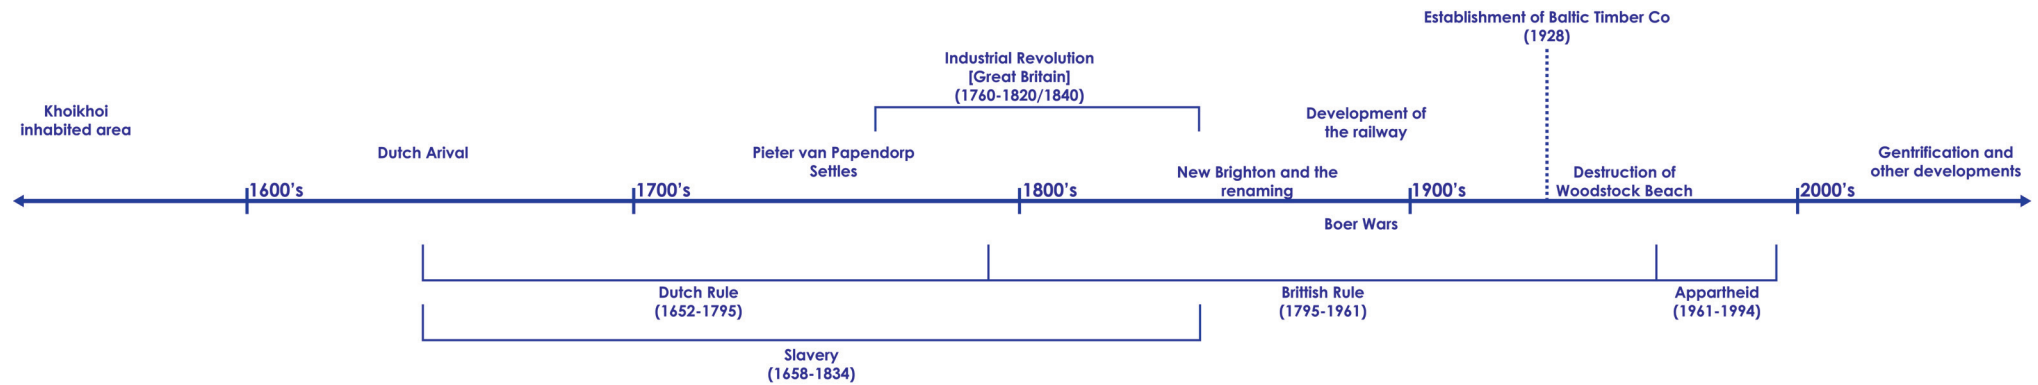 Establishment of Baltic Timber Co
(1928)
Industrial Revolution
[Great Britain]
(1760-1820/1840)
Khoikhoi
inhabited area
Development of
the railway
Dutch Arival
Pieter van Papendorp
Settles
New Brighton and the
renaming
Destruction of
Woodstock Beach
Gentrification and
other developments
1600's
1700's
1800's
1900's
2000's
Boer Wars
Dutch Rule
(1652-1795)
Brittish Rule
(1795-1961)
Appartheid
(1961-1994)
Slavery
(1658-1834)